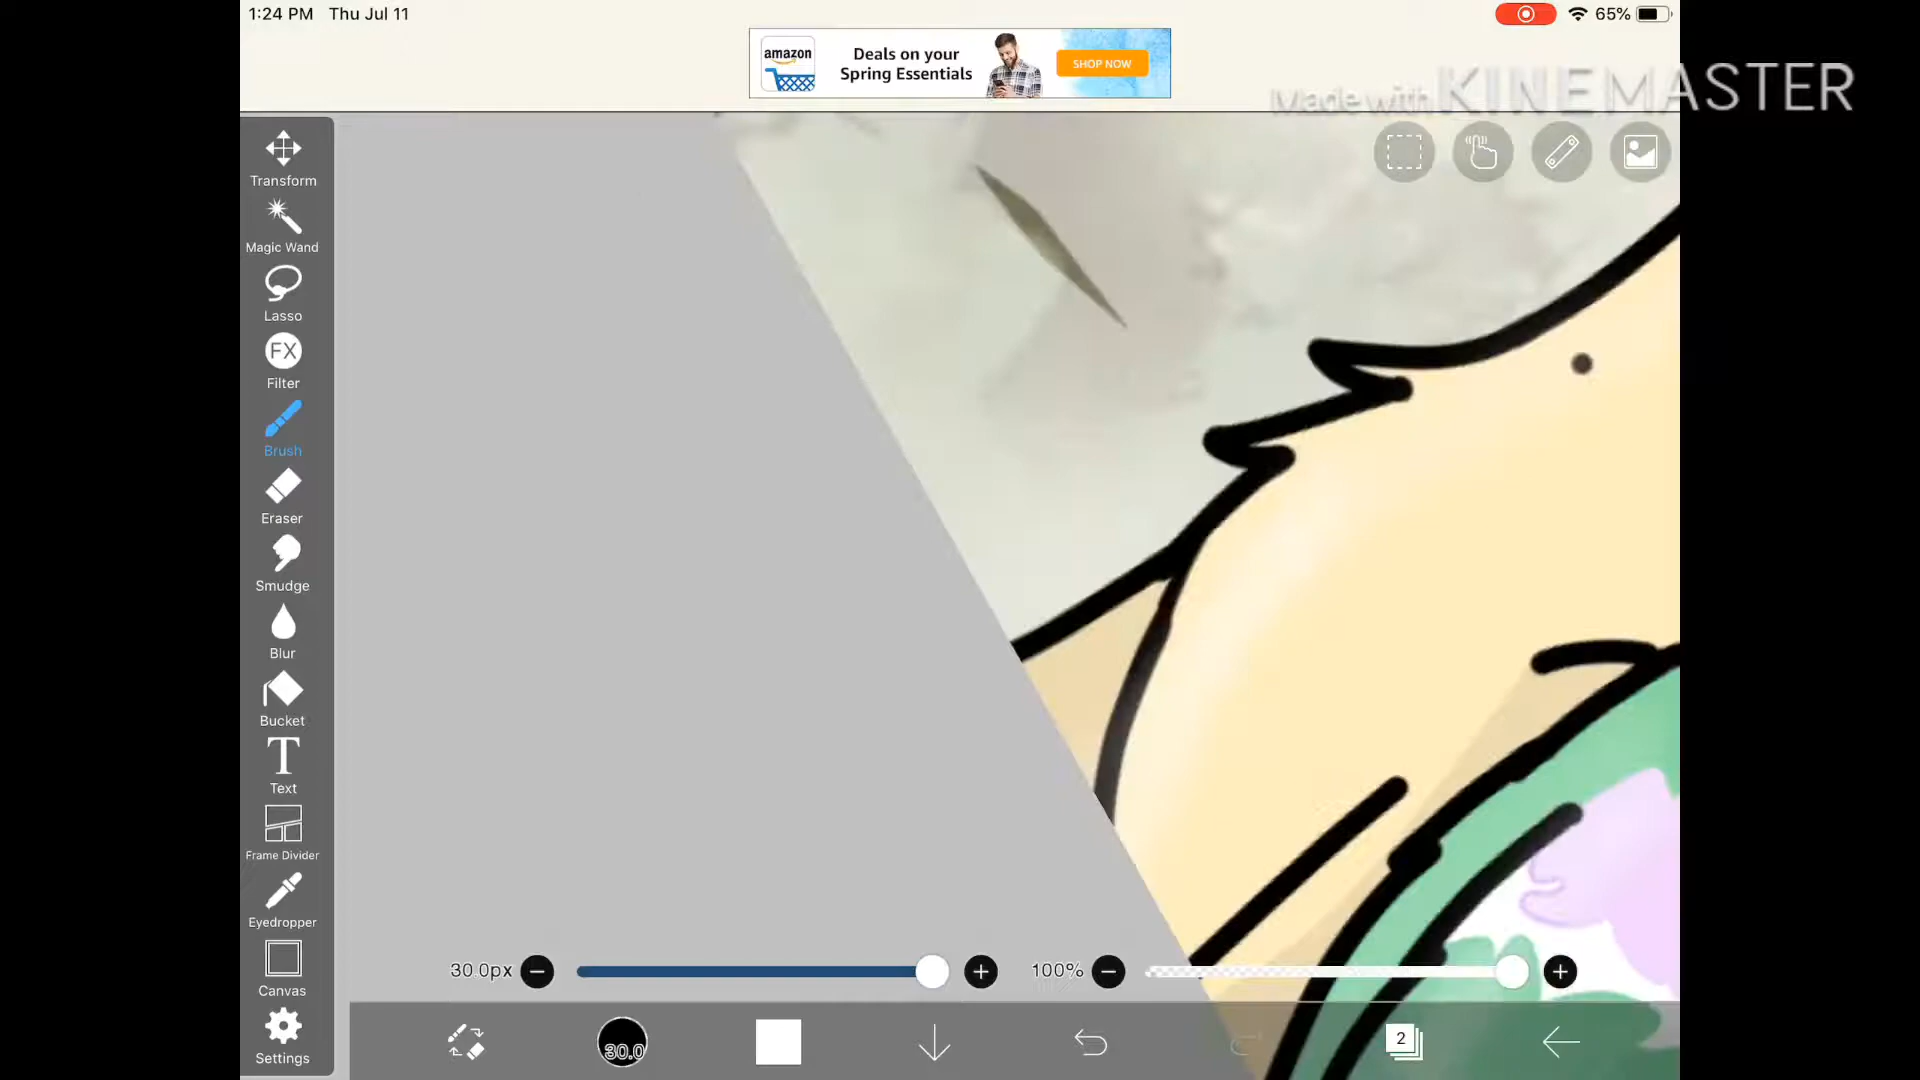 1:24 PM Thu Jul 11
65%
amazon
Deals on your
Spring Essentials
SHOP NOW
Made with KINEMASTER
Transform
Magic Wand
Lasso
FX
Filter
Brush
Eraser
Smudge
Blur
Bucket
T
Text
Frame Divider
Eyedropper
Canvas
Settings
30.0px
100%
30.0
2